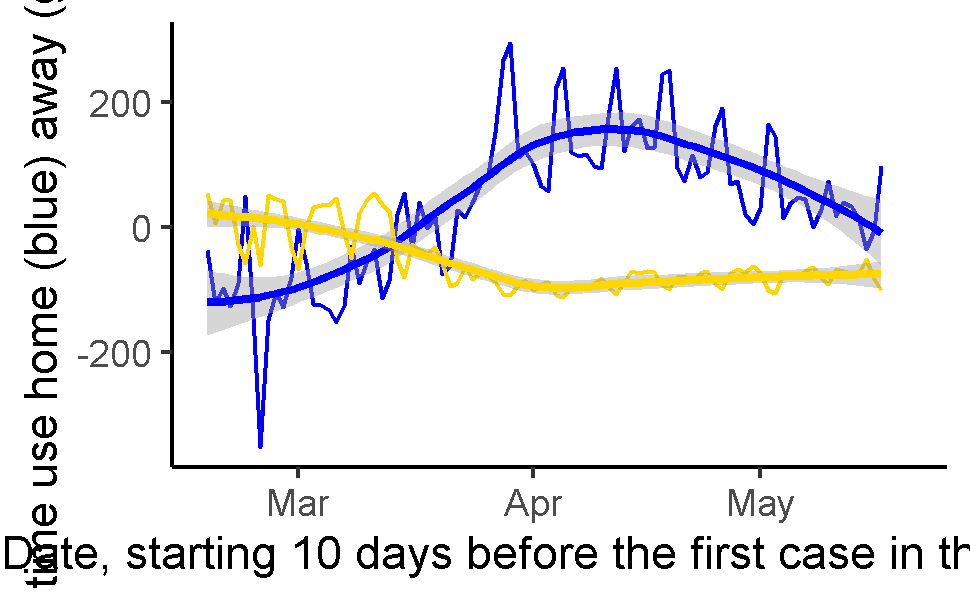 time use home (blue) away (
200
0
-200
Mar Apr May
Date, starting 10 days before the first case in th